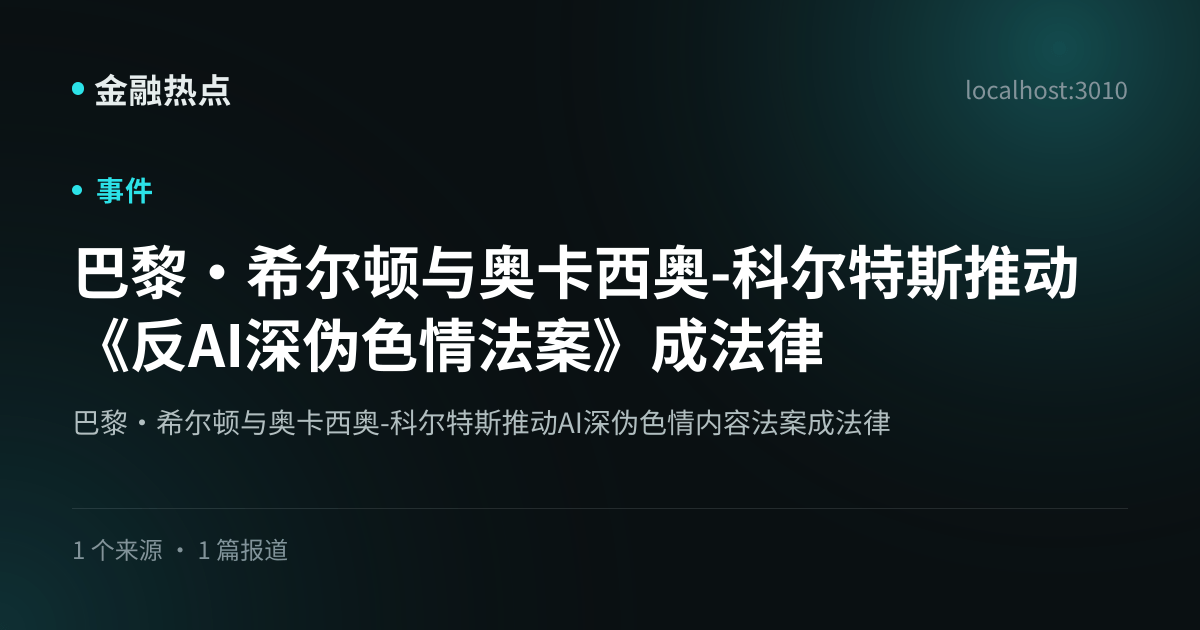 金融热点
localhost:3010
事件
巴黎·希尔顿与奥卡西奥-科尔特斯推动
《反AI深伪色情法案》成法律
巴黎·希尔顿与奥卡西奥-科尔特斯推动AI深伪色情内容法案成法律
1 个来源 · 1 篇报道